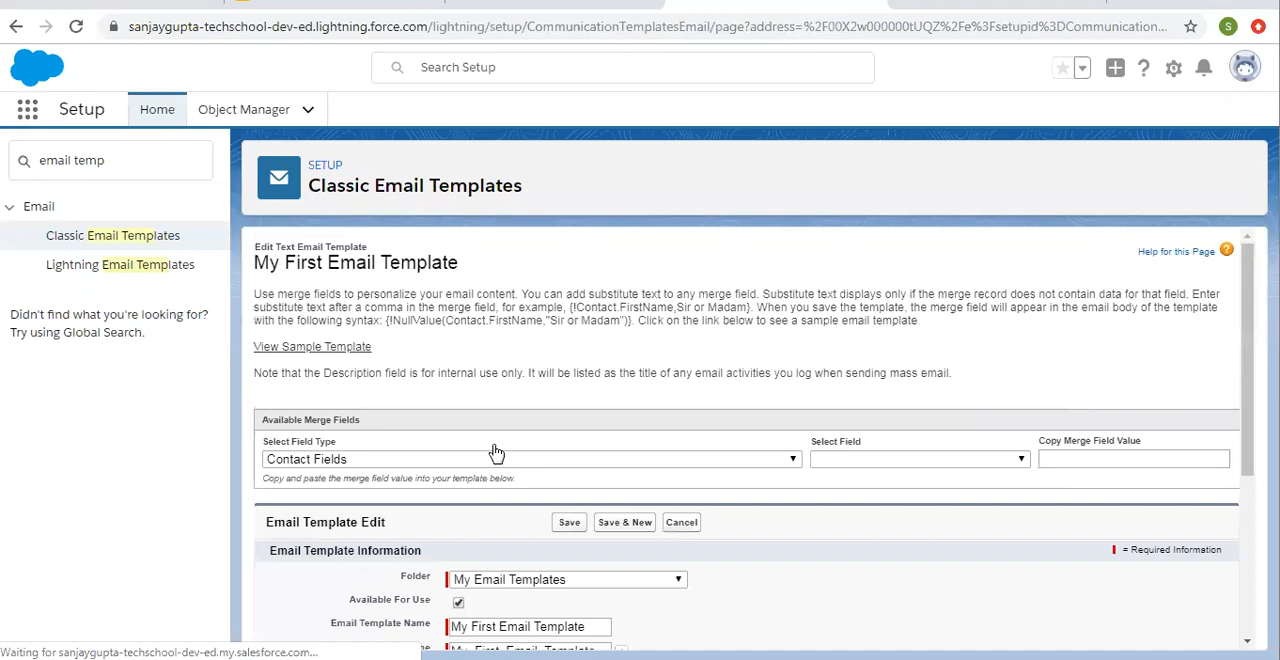 sanjaygupta-techschool-dev-ed.lightning.force.com/lightning/setup/CommunicationTemplatesEmail/page?address=%2F00X2w000000tUQZ%2Fe%3Fsetupid%3DCommunication...
S
Search Setup
Setup
Home
Object Manager
email temp
SETUP
Classic Email Templates
Email
Classic Email Templates
Lightning Email Templates
Didn't find what you're looking for?
Try using Global Search.
Edit Text Email Template
My First Email Template
Help for this Page
Use merge fields to personalize your email content. You can add substitute text to any merge field. Substitute text displays only if the merge record does not contain data for that field. Enter
substitute text after a comma in the merge field, for example, {!Contact.FirstName,Sir or Madam}. When you save the template, the merge field will appear in the email body of the template
with the following syntax: {!NullValue(Contact.FirstName,"Sir or Madam")}. Click on the link below to see a sample email template.
View Sample Template
Note that the Description field is for internal use only. It will be listed as the title of any email activities you log when sending mass email.
Available Merge Fields
Select Field Type
Select Field
Copy Merge Field Value
Contact Fields
Copy and paste the merge field value into your template below.
Email Template Edit
Save
Save & New
Cancel
Email Template Information
= Required Information
Folder
My Email Templates
Available For Use
Email Template Name
My First Email Template
Waiting for sanjaygupta-techschool-dev-ed.my.salesforce.com...